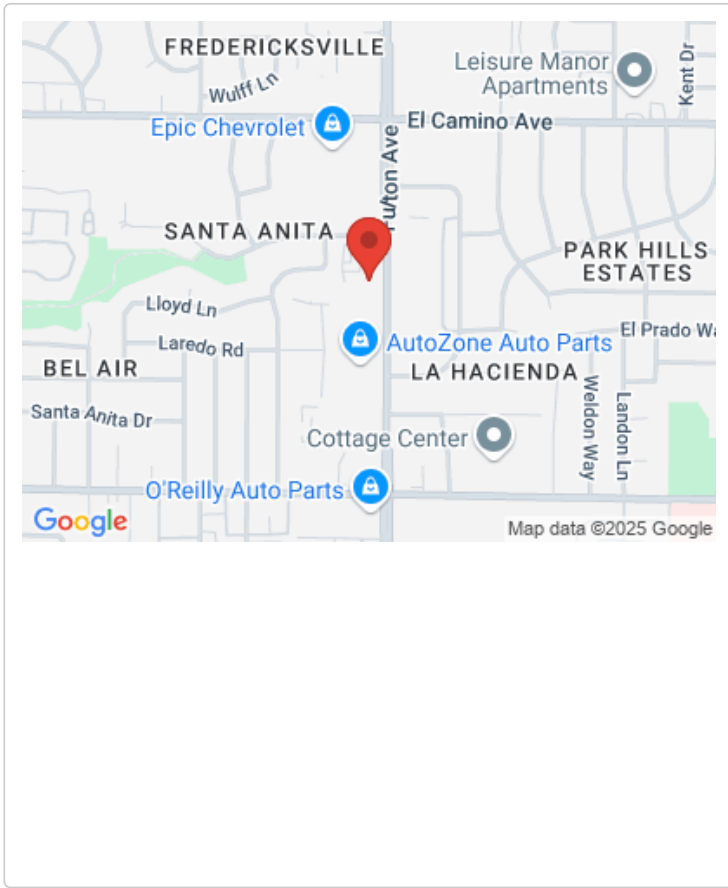 FREDERICKSVILLE
Leisure Manor
Apartments
Kent Dr
Wulff Ln
Epic Chevrolet
El Camino Ave
Fulton Ave
SANTA ANITA
PARK HILLS
ESTATES
Lloyd Ln
El Prado Wa
Laredo Rd
AutoZone Auto Parts
BEL AIR
LA HACIENDA
Weldon Way
Landon Ln
Santa Anita Dr
Cottage Center
O'Reilly Auto Parts
Google
Map data ©2025 Google